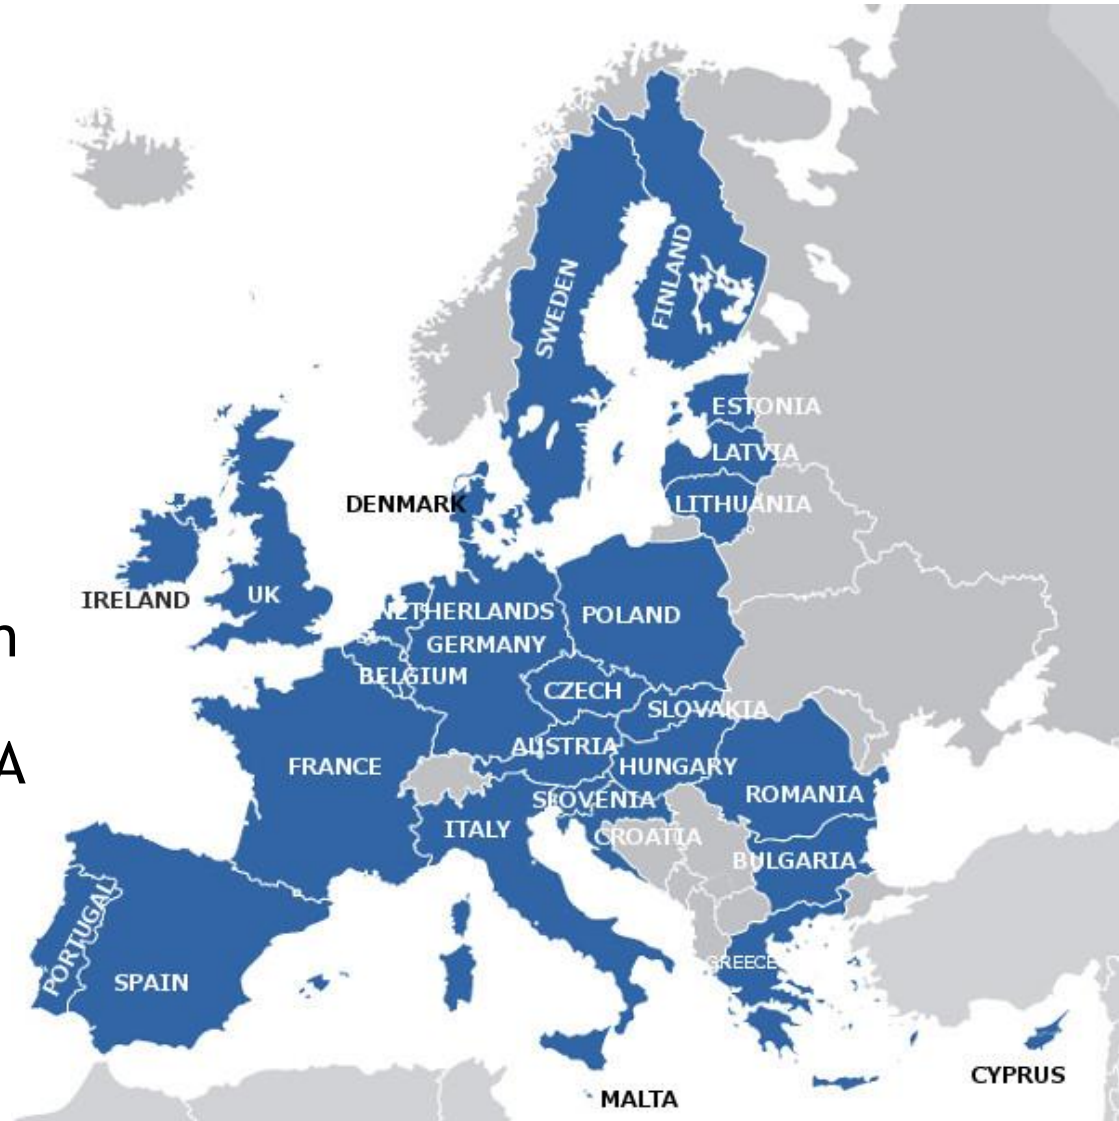 SWEDEN
FINLAND
ESTONIA
LATVIA
LITHUANIA
DENMARK
IRELAND
UK
NETHERLANDS
POLAND
n
GERMANY
BELGIUM
CZECH
SLOVAKIA
AUSTRIA
FRANCE
HUNGARY
A
ROMANIA
SLOVENIA
ITALY
CROATIA
BULGARIA
PORTUGAL
SPAIN
GREECE
CYPRUS
MALTA